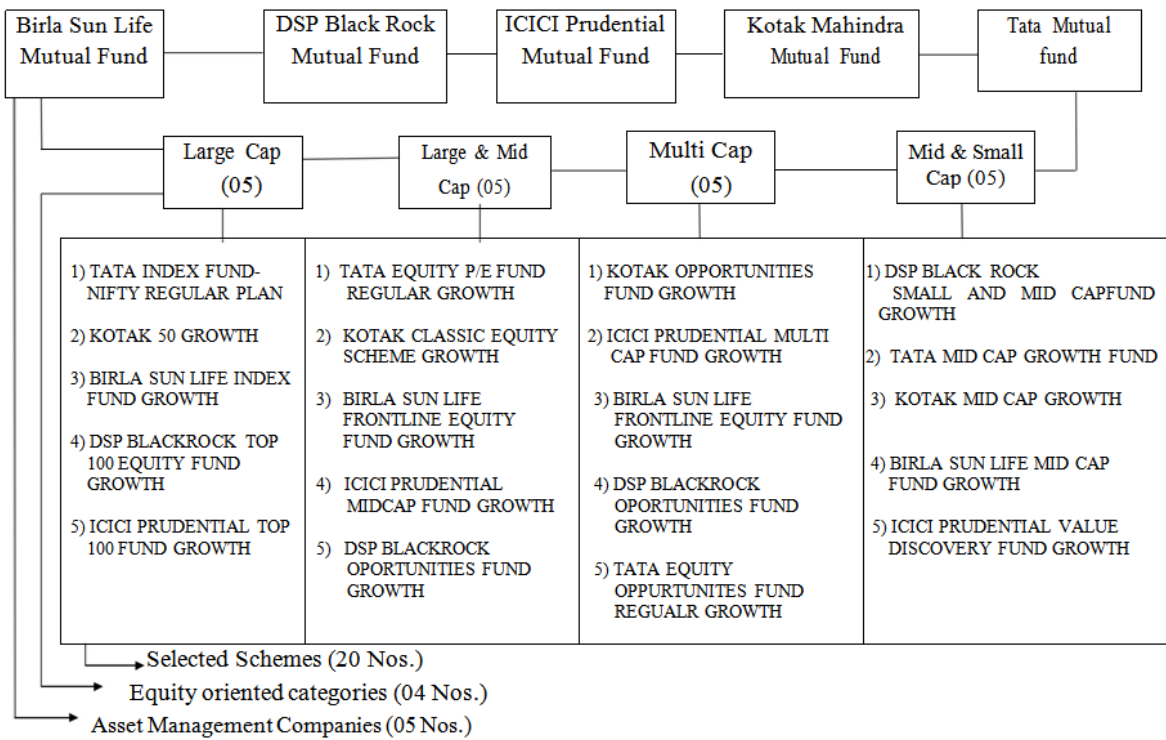 Birla Sun Life
Mutual Fund
DSP Black Rock
Mutual Fund
ICICI Prudential
Mutual Fund
Kotak Mahindra
Mutual Fund
Tata Mutual
fund
Large Cap
(05)
Large & Mid
Cap (05)
Multi Cap
(05)
Mid & Small
Cap (05)
1) TATA INDEX FUND-
NIFTY REGULAR PLAN
2) KOTAK 50 GROWTH
3) BIRLA SUN LIFE INDEX
FUND GROWTH
4) DSP BLACKROCK TOP
100 EQUITY FUND
GROWTH
5) ICICI PRUDENTIAL TOP
100 FUND GROWTH
1) TATA EQUITY P/E FUND
REGULAR GROWTH
2) KOTAK CLASSIC EQUITY
SCHEME GROWTH
3) BIRLA SUN LIFE
FRONTLINE EQUITY
FUND GROWTH
4) ICICI PRUDENTIAL
MIDCAP FUND GROWTH
5) DSP BLACKROCK
OPORTUNITIES FUND
GROWTH
1) KOTAK OPPORTUNITIES
FUND GROWTH
2) ICICI PRUDENTIAL MULTI
CAP FUND GROWTH
3) BIRLA SUN LIFE
FRONTLINE EQUITY FUND
GROWTH
4) DSP BLACKROCK
OPORTUNITIES FUND
GROWTH
5) TATA EQUITY
OPPURTUNITES FUND
REGUALR GROWTH
1) DSP BLACK ROCK
SMALL AND MID CAPFUND
GROWTH
2) TATA MID CAP GROWTH FUND
3) KOTAK MID CAP GROWTH
4) BIRLA SUN LIFE MID CAP
FUND GROWTH
5) ICICI PRUDENTIAL VALUE
DISCOVERY FUND GROWTH
Selected Schemes (20 Nos.)
Equity oriented categories (04 Nos.)
Asset Management Companies (05 Nos.)